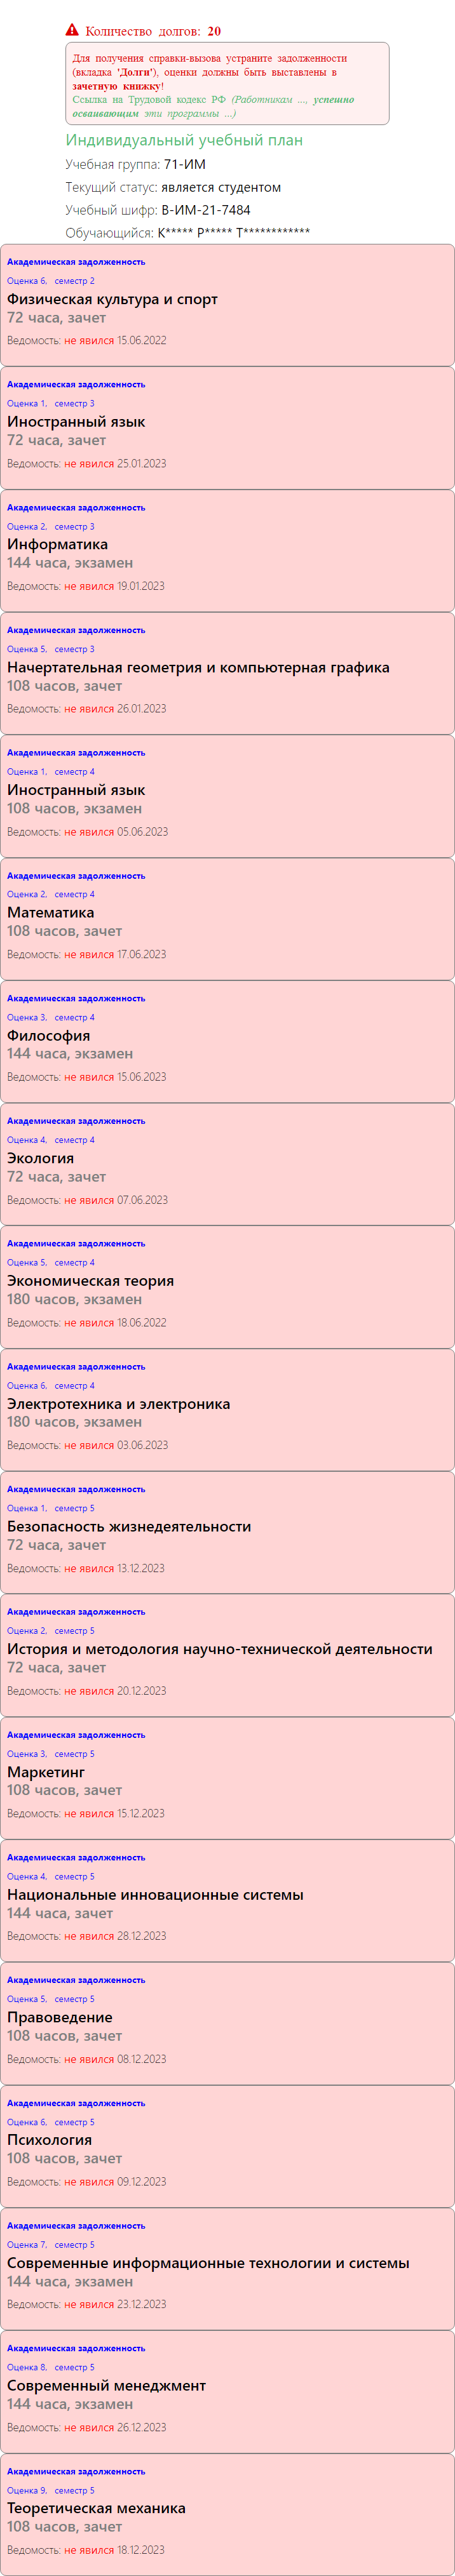 Количество долгов: 20
Для получения справки-вызова устраните задолженности
(вкладка 'Долги'), оценки должны быть выставлены в
зачетную книжку!
Ссылка на Трудовой кодекс РФ (Работникам ..., успешно
осваивающим эти программы ...)
Индивидуальный учебный план
Учебная группа: 71-ИМ
Текущий статус: является студентом
Учебный шифр: В-ИМ-21-7484
Обучающийся: К***** Р***** Т************
Академическая задолженность
Оценка 6, семестр 2
Физическая культура и спорт
72 часа, зачет
Ведомость: не явился 15.06.2022
Академическая задолженность
Оценка 1, семестр 3
Иностранный язык
72 часа, зачет
Ведомость: не явился 25.01.2023
Академическая задолженность
Оценка 2, семестр 3
Информатика
144 часа, экзамен
Ведомость: не явился 19.01.2023
Академическая задолженность
Оценка 5, семестр 3
Начертательная геометрия и компьютерная графика
108 часов, зачет
Ведомость: не явился 26.01.2023
Академическая задолженность
Оценка 1, семестр 4
Иностранный язык
108 часов, экзамен
Ведомость: не явился 05.06.2023
Академическая задолженность
Оценка 2, семестр 4
Математика
108 часов, зачет
Ведомость: не явился 17.06.2023
Академическая задолженность
Оценка 3, семестр 4
Философия
144 часа, экзамен
Ведомость: не явился 15.06.2023
Академическая задолженность
Оценка 4, семестр 4
Экология
72 часа, зачет
Ведомость: не явился 07.06.2023
Академическая задолженность
Оценка 5, семестр 4
Экономическая теория
180 часов, экзамен
Ведомость: не явился 18.06.2022
Академическая задолженность
Оценка 6, семестр 4
Электротехника и электроника
180 часов, экзамен
Ведомость: не явился 03.06.2023
Академическая задолженность
Оценка 1, семестр 5
Безопасность жизнедеятельности
72 часа, зачет
Ведомость: не явился 13.12.2023
Академическая задолженность
Оценка 2, семестр 5
История и методология научно-технической деятельности
72 часа, зачет
Ведомость: не явился 20.12.2023
Академическая задолженность
Оценка 3, семестр 5
Маркетинг
108 часов, зачет
Ведомость: не явился 15.12.2023
Академическая задолженность
Оценка 4, семестр 5
Национальные инновационные системы
144 часа, зачет
Ведомость: не явился 28.12.2023
Академическая задолженность
Оценка 5, семестр 5
Правоведение
108 часов, зачет
Ведомость: не явился 08.12.2023
Академическая задолженность
Оценка 6, семестр 5
Психология
108 часов, зачет
Ведомость: не явился 09.12.2023
Академическая задолженность
Оценка 7, семестр 5
Современные информационные технологии и системы
144 часа, экзамен
Ведомость: не явился 23.12.2023
Академическая задолженность
Оценка 8, семестр 5
Современный менеджмент
144 часа, экзамен
Ведомость: не явился 26.12.2023
Академическая задолженность
Оценка 9, семестр 5
Теоретическая механика
108 часов, зачет
Ведомость: не явился 18.12.2023